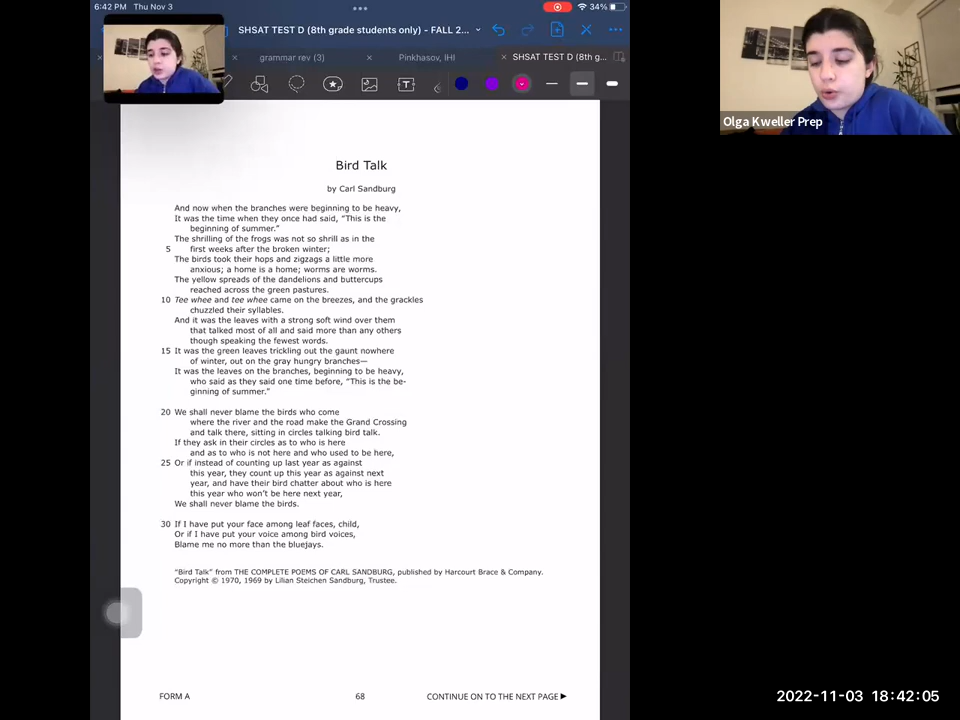 6:42 PM Thu Nov 3
34%
SHSAT TEST D (8th grade students only) - FALL 2...
grammar rev (3)
Pinkhasov, IHI
SHSAT TEST D (8th g...
Olga Kweller Prep
Bird Talk
by Carl Sandburg
And now when the branches were beginning to be heavy,
It was the time when they once had said, “This is the
beginning of summer.”
The shrilling of the frogs was not so shrill as in the
5 first weeks after the broken winter;
The birds took their hops and zigzags a little more
anxious; a home is a home; worms are worms.
The yellow spreads of the dandelions and buttercups
reached across the green pastures.
10 Tee whee and tee whee came on the breezes, and the grackles
chuzzled their syllables.
And it was the leaves with a strong soft wind over them
that talked most of all and said more than any others
though speaking the fewest words.
15 It was the green leaves trickling out the gaunt nowhere
of winter, out on the gray hungry branches—
It was the leaves on the branches, beginning to be heavy,
who said as they said one time before, “This is the be-
ginning of summer.”
20 We shall never blame the birds who come
where the river and the road make the Grand Crossing
and talk there, sitting in circles talking bird talk.
If they ask in their circles as to who is here
and as to who is not here and who used to be here,
25 Or if instead of counting up last year as against
this year, they count up this year as against next
year, and have their bird chatter about who is here
this year who won’t be here next year,
We shall never blame the birds.
30 If I have put your face among leaf faces, child,
Or if I have put your voice among bird voices,
Blame me no more than the bluejays.
“Bird Talk” from THE COMPLETE POEMS OF CARL SANDBURG, published by Harcourt Brace & Company.
Copyright © 1970, 1969 by Lilian Steichen Sandburg, Trustee.
FORM A
68
CONTINUE ON TO THE NEXT PAGE
2022-11-03 18:42:05